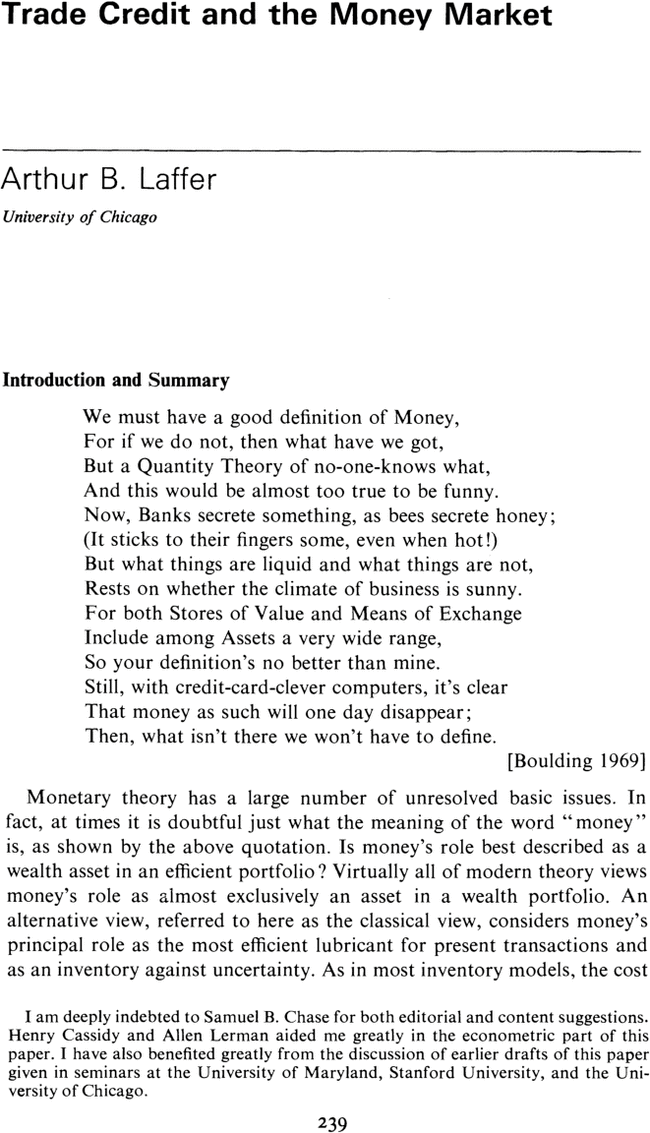 Trade Credit and the Money Market
Arthur B. Laffer
University of Chicago
Introduction and Summary
We must have a good definition of Money,
For if we do not, then what have we got,
But a Quantity Theory of no-one-knows what,
And this would be almost too true to be funny.
Now, Banks secrete something, as bees secrete honey;
(It sticks to their fingers some, even when hot!)
But what things are liquid and what things are not,
Rests on whether the climate of business is sunny.
For both Stores of Value and Means of Exchange
Include among Assets a very wide range,
So your definition's no better than mine.
Still, with credit-card-clever computers, it's clear
That money as such will one day disappear;
Then, what isn't there we won't have to define.
[Boulding 1969]
Monetary theory has a large number of unresolved basic issues. In
fact, at times it is doubtful just what the meaning of the word “money”
is, as shown by the above quotation. Is money's role best described as a
wealth asset in an efficient portfolio? Virtually all of modern theory views
money's role as almost exclusively an asset in a wealth portfolio. An
alternative view, referred to here as the classical view, considers money's
principal role as the most efficient lubricant for present transactions and
as an inventory against uncertainty. As in most inventory models, the cost
I am deeply indebted to Samuel B. Chase for both editorial and content suggestions.
Henry Cassidy and Allen Lerman aided me greatly in the econometric part of this
paper. I have also benefited greatly from the discussion of earlier drafts of this paper
given in seminars at the University of Maryland, Stanford University, and the Uni-
versity of Chicago.
239